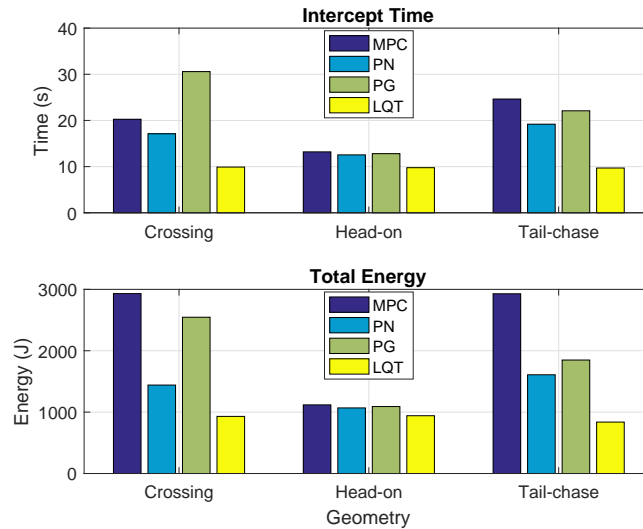 Intercept Time
Time (s)
40
30
20
10
0
MPC
PN
PG
LQT
Crossing
Head-on
Tail-chase
Total Energy
Energy (J)
3000
2000
1000
0
MPC
PN
PG
LQT
Crossing
Head-on
Tail-chase
Geometry